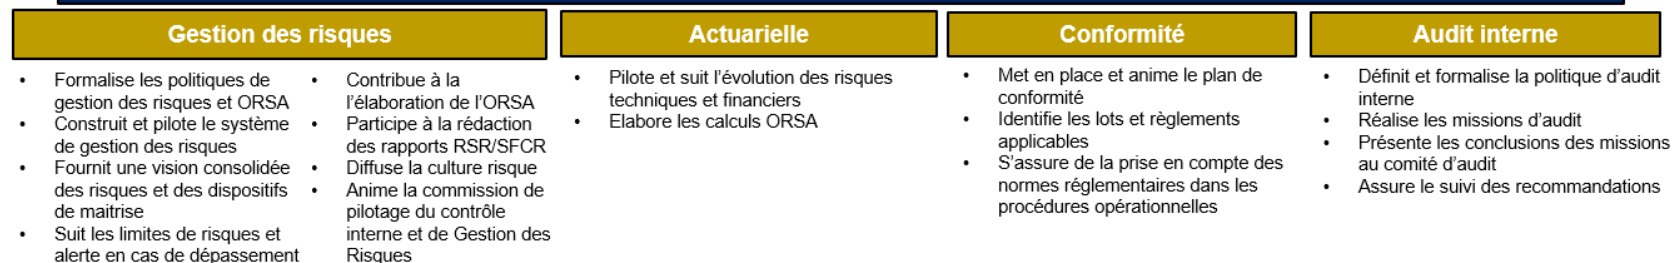 Gestion des risques
• Formalise les politiques de
gestion des risques et ORSA
• Construit et pilote le système
de gestion des risques
• Fournit une vision consolidée
des risques et des dispositifs
de maitrise
• Suit les limites de risques et
alerte en cas de dépassement
• Contribue à la
l’élaboration de l’ORSA
• Participe à la rédaction
des rapports RSR/SFCR
• Diffuse la culture risque
• Anime la commission de
pilotage du contrôle
interne et de Gestion des
Risques
Actuarielle
• Pilote et suit l’évolution des risques
techniques et financiers
• Elabore les calculs ORSA
Conformité
• Met en place et anime le plan de
conformité
• Identifie les lots et règlements
applicables
• S’assure de la prise en compte des
normes réglementaires dans les
procédures opérationnelles
Audit interne
• Définit et formalise la politique d’audit
interne
• Réalise les missions d’audit
• Présente les conclusions des missions
au comité d’audit
• Assure le suivi des recommandations